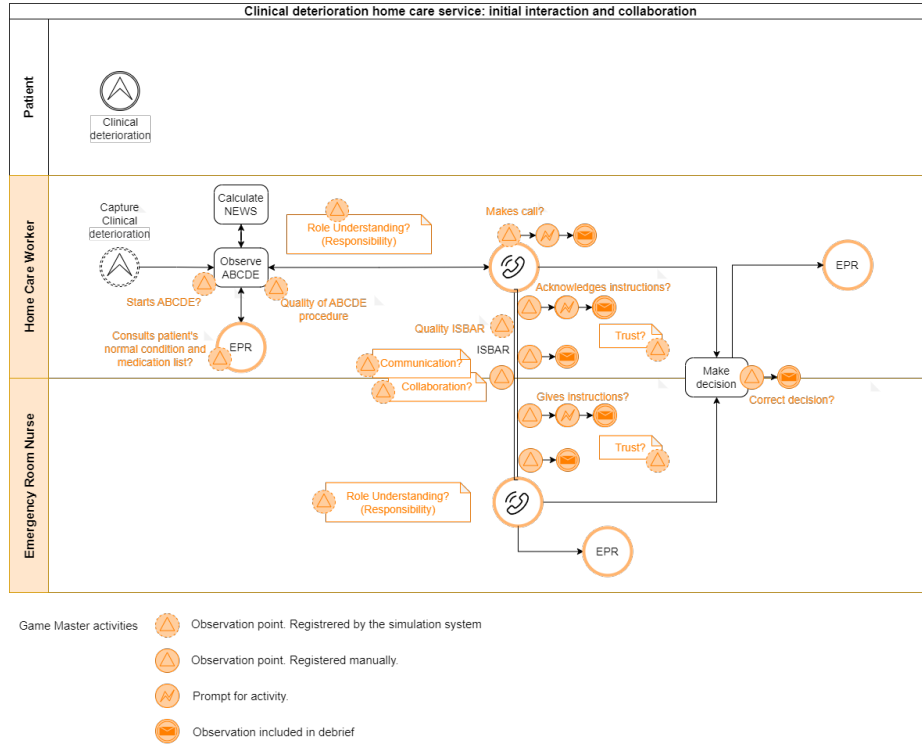 Clinical deterioration home care service: initial interaction and collaboration
Patient
Clinical
deterioration
Home Care Worker
Capture
Clinical
deterioration
Calculate
NEWS
Observe
ABCDE
Starts ABCDE?
Quality of ABCDE
procedure
Consults patient's
normal condition and
medication list?
EPR
Role Understanding?
(Responsibility)
Makes call?
Acknowledges instructions?
Quality ISBAR
ISBAR
Trust?
Communication?
Collaboration?
EPR
Make
decision
Correct decision?
Emergency Room Nurse
Gives instructions?
Trust?
Role Understanding?
(Responsibility)
EPR
Game Master activities
Observation point. Registrered by the simulation system
Observation point. Registered manually.
Prompt for activity.
Observation included in debrief